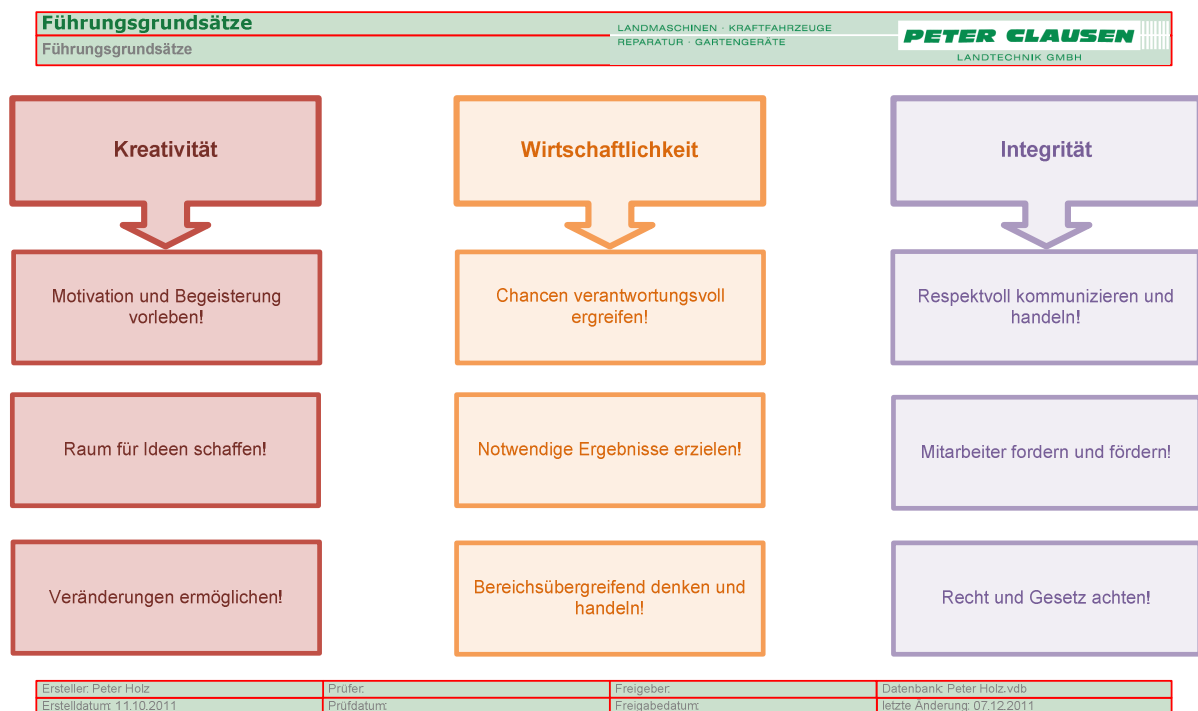 Führungsgrundsätze
Führungsgrundsätze
LANDMASCHINEN · KRAFTFAHRZEUGE
REPARATUR · GARTENGERÄTE
PETER CLAUSEN
LANDTECHNIK GMBH
Kreativität
Motivation und Begeisterung
vorleben!
Raum für Ideen schaffen!
Veränderungen ermöglichen!
Wirtschaftlichkeit
Chancen verantwortungsvoll
ergreifen!
Notwendige Ergebnisse erzielen!
Bereichsübergreifend denken und
handeln!
Integrität
Respektvoll kommunizieren und
handeln!
Mitarbeiter fordern und fördern!
Recht und Gesetz achten!
Ersteller: Peter Holz
Prüfer:
Freigeber:
Datenbank: Peter Holz.vdb
Erstelldatum: 11.10.2011
Prüfdatum:
Freigabedatum:
letzte Änderung: 07.12.2011